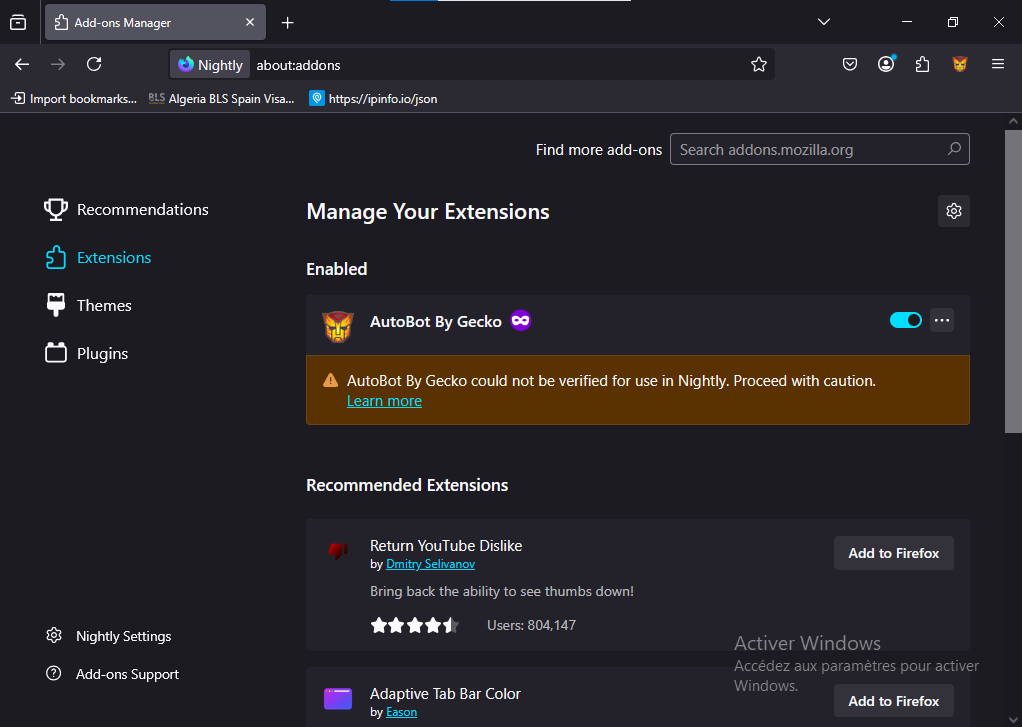 Add-ons Manager
Nightly about:addons
Import bookmarks... BLS Algeria BLS Spain Visa... https://ipinfo.io/json
Find more add-ons Search addons.mozilla.org
Recommendations
Extensions
Themes
Plugins
Nightly Settings
Add-ons Support
Manage Your Extensions
Enabled
AutoBot By Gecko
AutoBot By Gecko could not be verified for use in Nightly. Proceed with caution.
Learn more
Recommended Extensions
Return YouTube Dislike
by Dmitry Selivanov
Add to Firefox
Bring back the ability to see thumbs down!
Users: 804,147
Adaptive Tab Bar Color
by Eason
Add to Firefox
Activer Windows
Accédez aux paramètres pour activer
Windows.